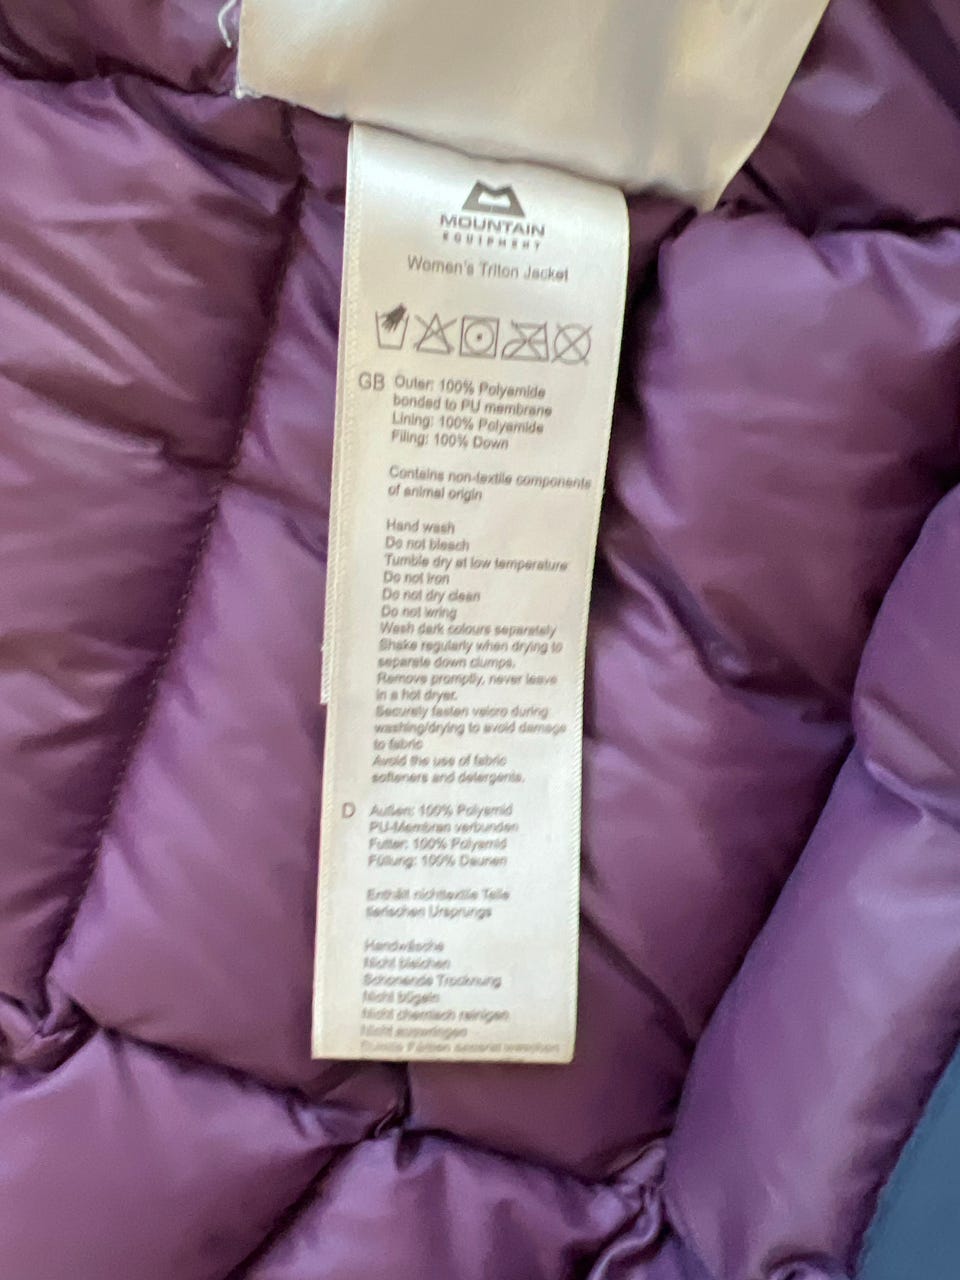 MOUNTAIN
EQUIPMENT
Women's Triton Jacket
GB Outer: 100% Polyamide
bonded to PU membrane
Lining: 100% Polyamide
Filing: 100% Down
Contains non-textile components
of animal origin
Hand wash
Do not bleach
Tumble dry at low temperature
Do not iron
Do not dry clean
Do not wring
Wash dark colours separately
Shake regularly when drying to
separate down clumps.
Remove promptly, never leave
in a hot dryer.
Securely fasten velcro during
washing/drying to avoid damage
to fabric
Avoid the use of fabric
softeners and detergents.
D Außen: 100% Polyamid
PU-Membran verbunden
Futter: 100% Polyamid
Füllung: 100% Daunen
Enthält nichttextile Teile
tierischen Ursprungs
Handwäsche
Nicht bleichen
Schonende Trocknung
Nicht bügeln
Nicht chemisch reinigen
Nicht auswringen
Dunkle Farben separat waschen